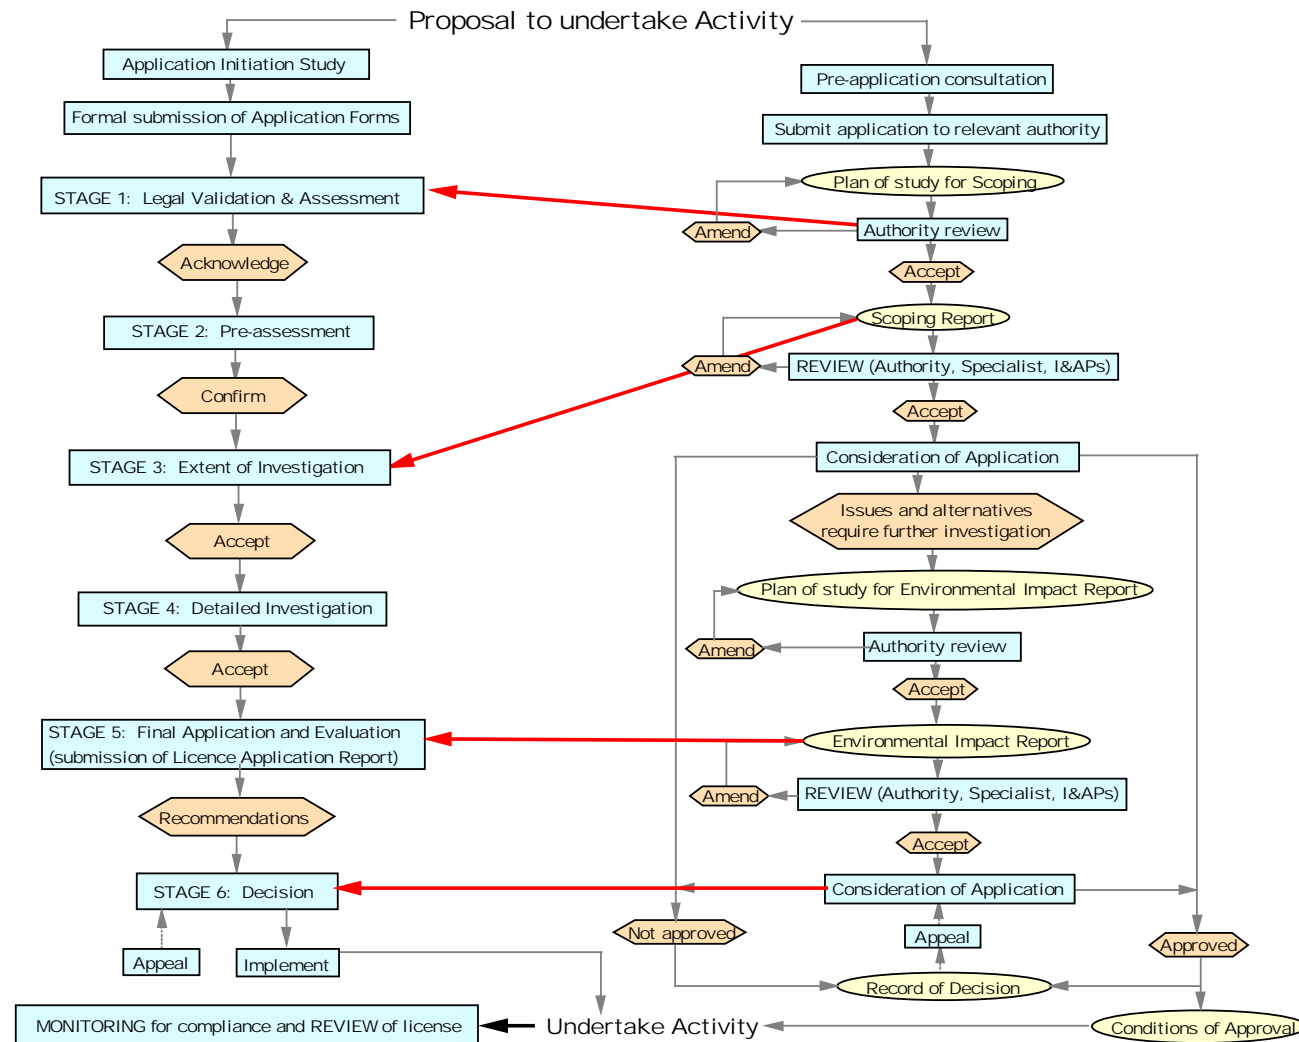 Proposal to undertake Activity
Application Initiation Study
Formal submission of Application Forms
STAGE 1: Legal Validation & Assessment
Acknowledge
STAGE 2: Pre-assessment
Confirm
STAGE 3: Extent of Investigation
Accept
STAGE 4: Detailed Investigation
Accept
STAGE 5: Final Application and Evaluation
(submission of Licence Application Report)
Recommendations
STAGE 6: Decision
Appeal
Implement
MONITORING for compliance and REVIEW of license
Pre-application consultation
Submit application to relevant authority
Plan of study for Scoping
Authority review
Amend
Accept
Scoping Report
Amend
REVIEW (Authority, Specialist, I&APs)
Accept
Consideration of Application
Issues and alternatives
require further investigation
Plan of study for Environmental Impact Report
Amend
Authority review
Accept
Environmental Impact Report
Amend
REVIEW (Authority, Specialist, I&APs)
Accept
Consideration of Application
Not approved
Appeal
Approved
Record of Decision
Undertake Activity
Conditions of Approval